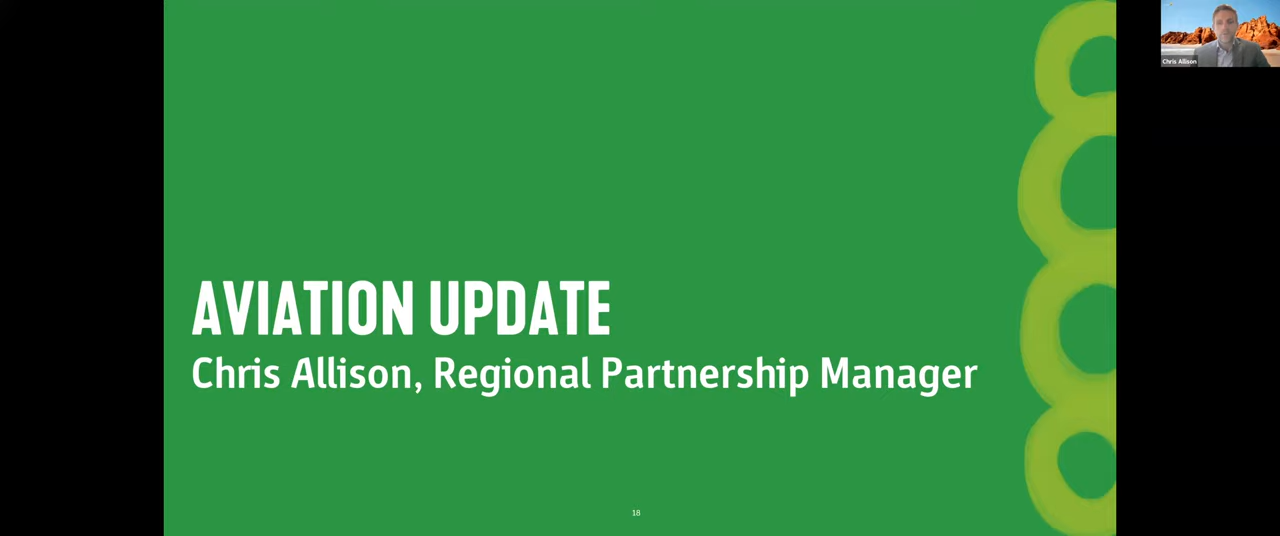 Chris Allison
AVIATION UPDATE
Chris Allison, Regional Partnership Manager
18